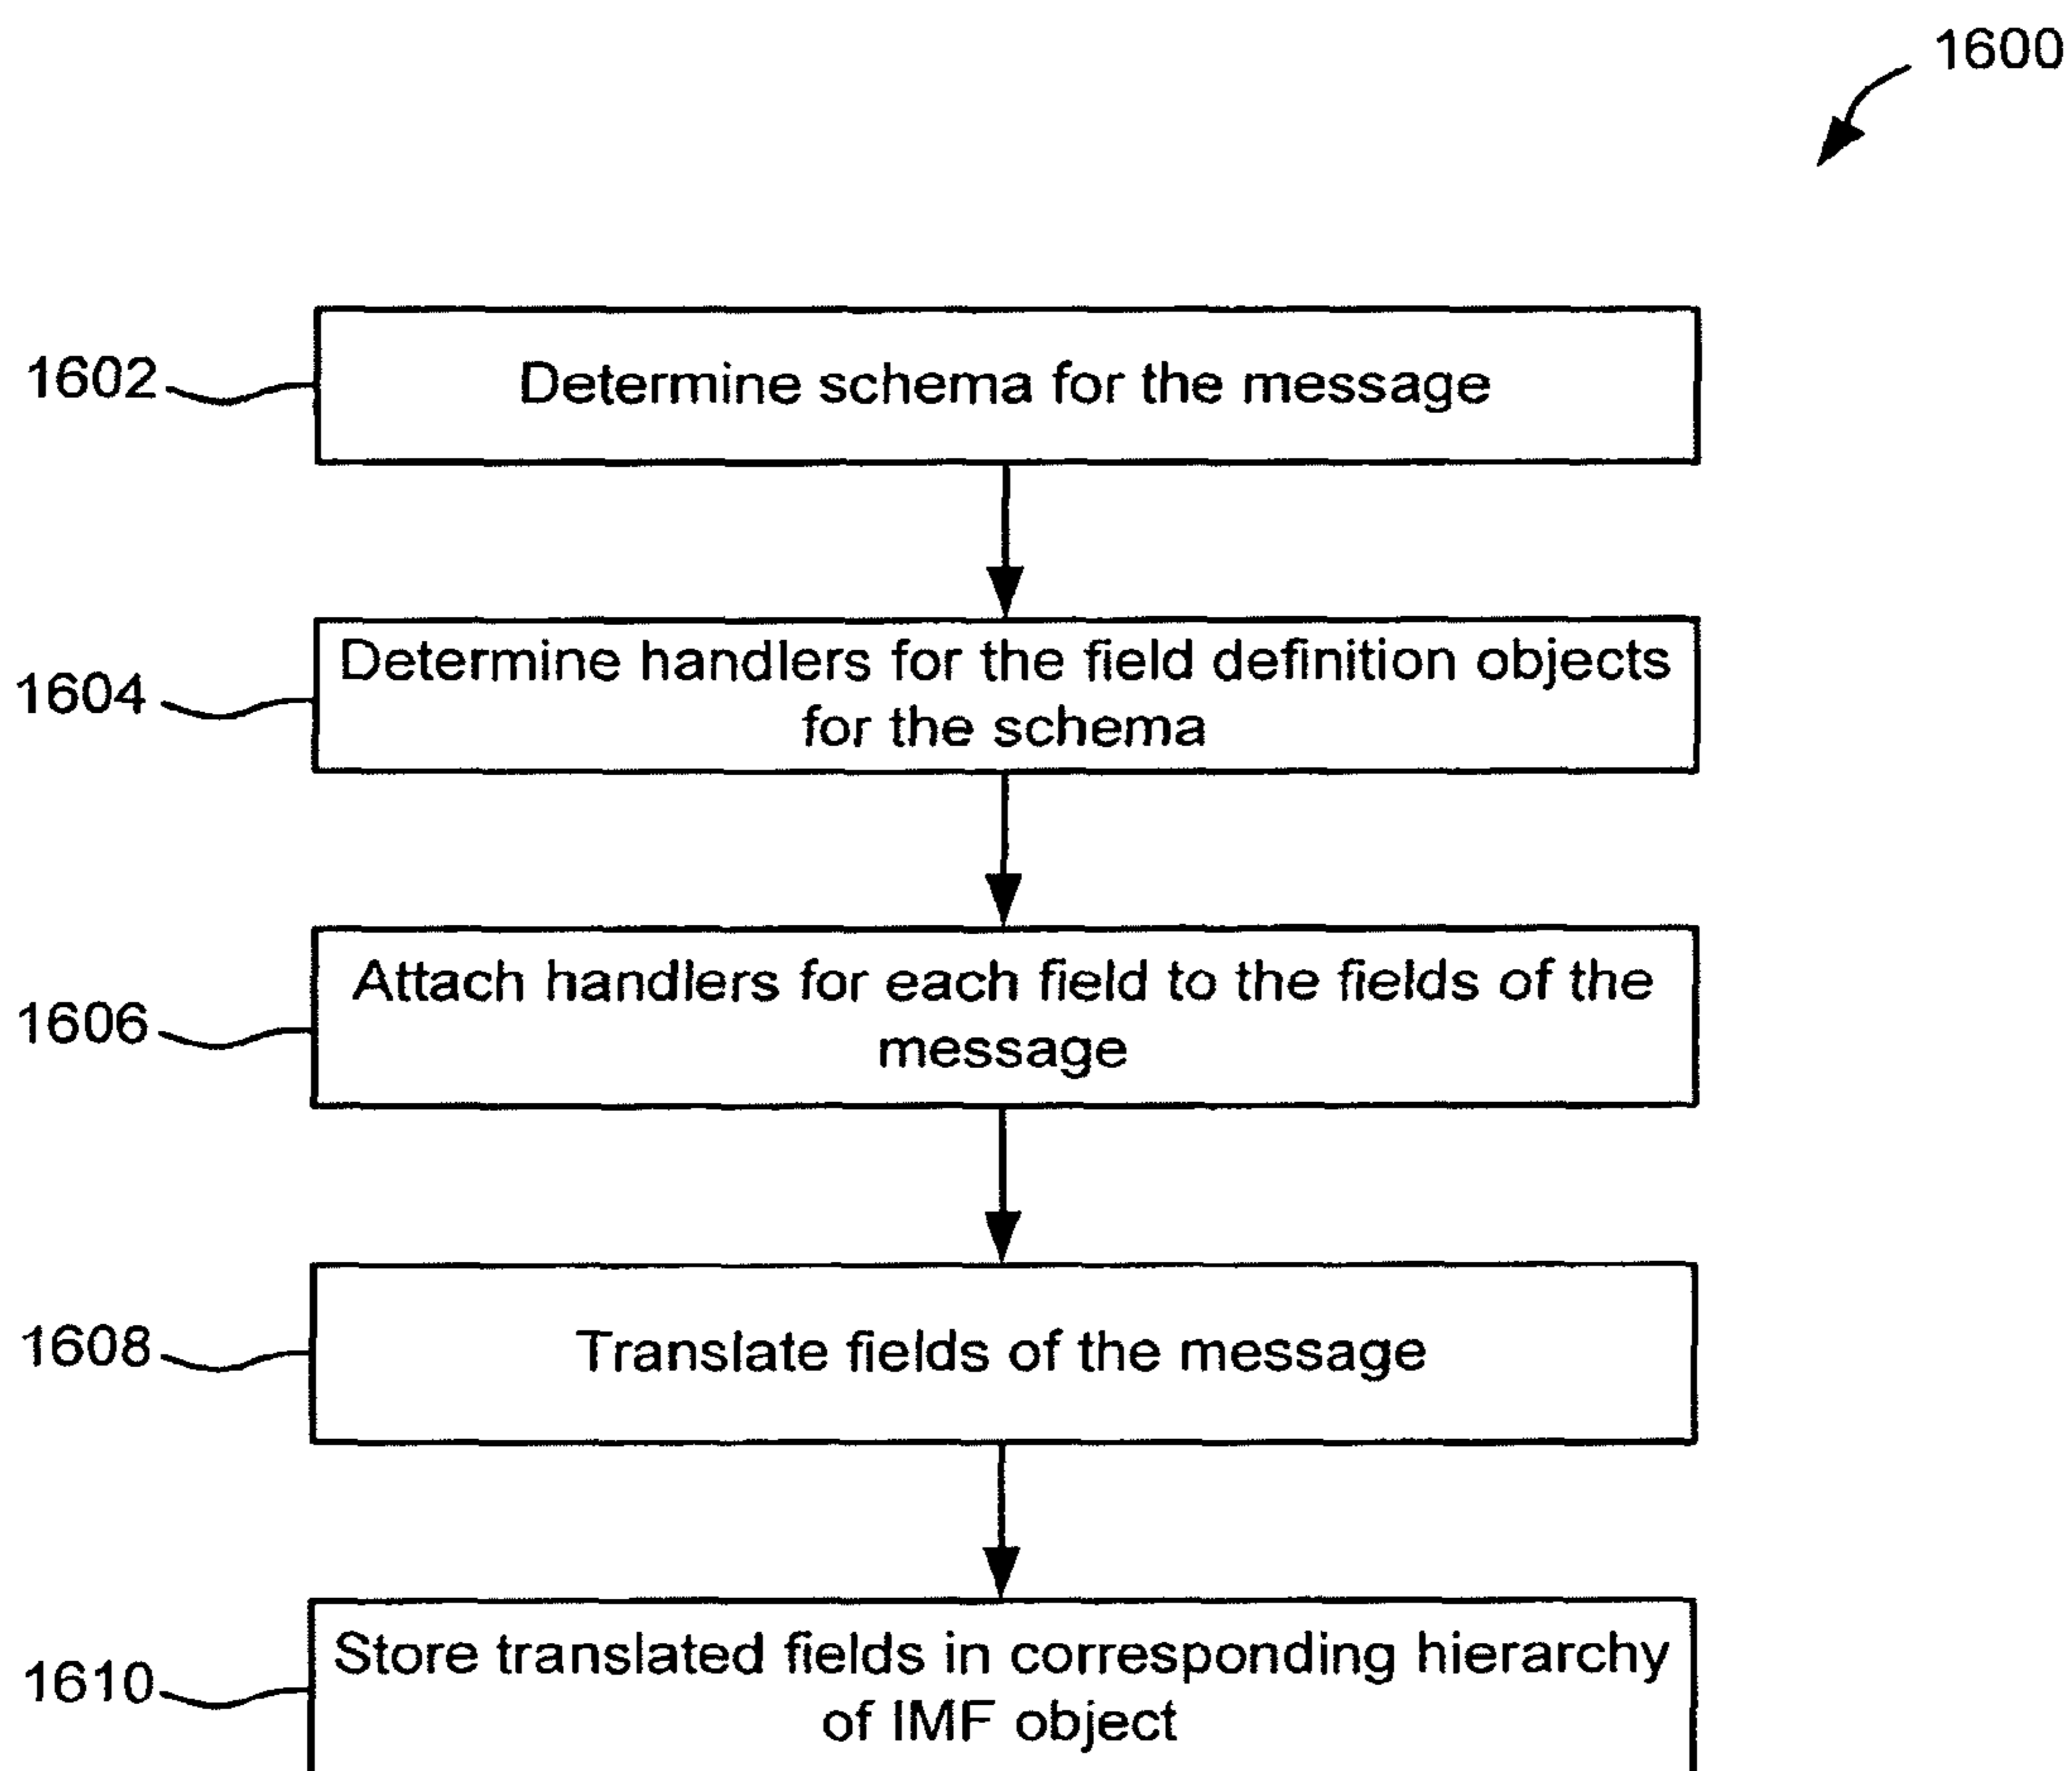 1600
1602
Determine schema for the message
1604
Determine handlers for the field definition objects
for the schema
1606
Attach handlers for each field to the fields of the
message
1608
Translate fields of the message
1610
Store translated fields in corresponding hierarchy
of IMF object